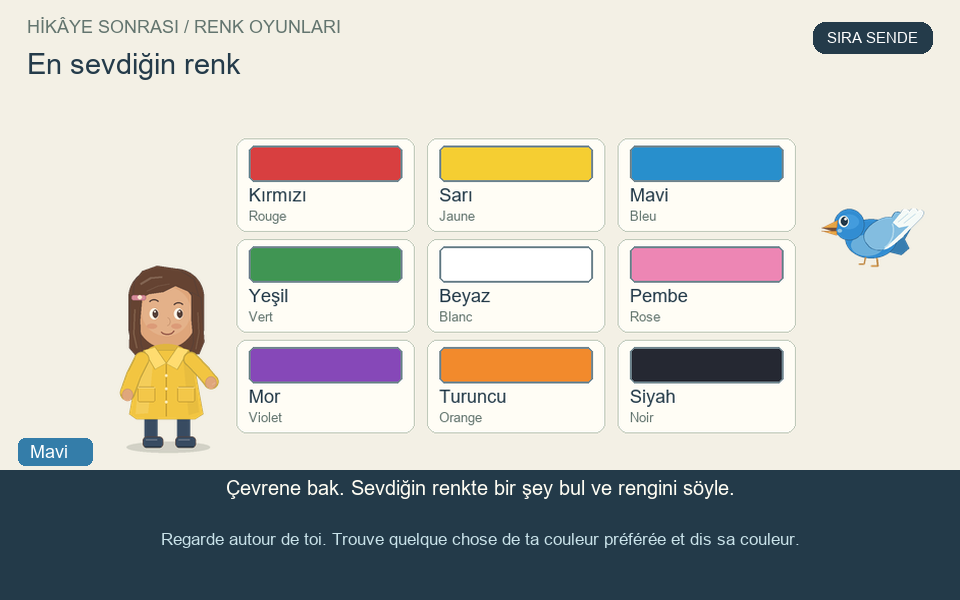 HİKÂYE SONRASI / RENK OYUNLARI
SIRA SENDE
En sevdiğin renk
Kırmızı
Rouge
Sarı
Jaune
Mavi
Bleu
Yeşil
Vert
Beyaz
Blanc
Pembe
Rose
Mor
Violet
Turuncu
Orange
Siyah
Noir
Mavi
Çevrene bak. Sevdiğin renkte bir şey bul ve rengini söyle.
Regarde autour de toi. Trouve quelque chose de ta couleur préférée et dis sa couleur.